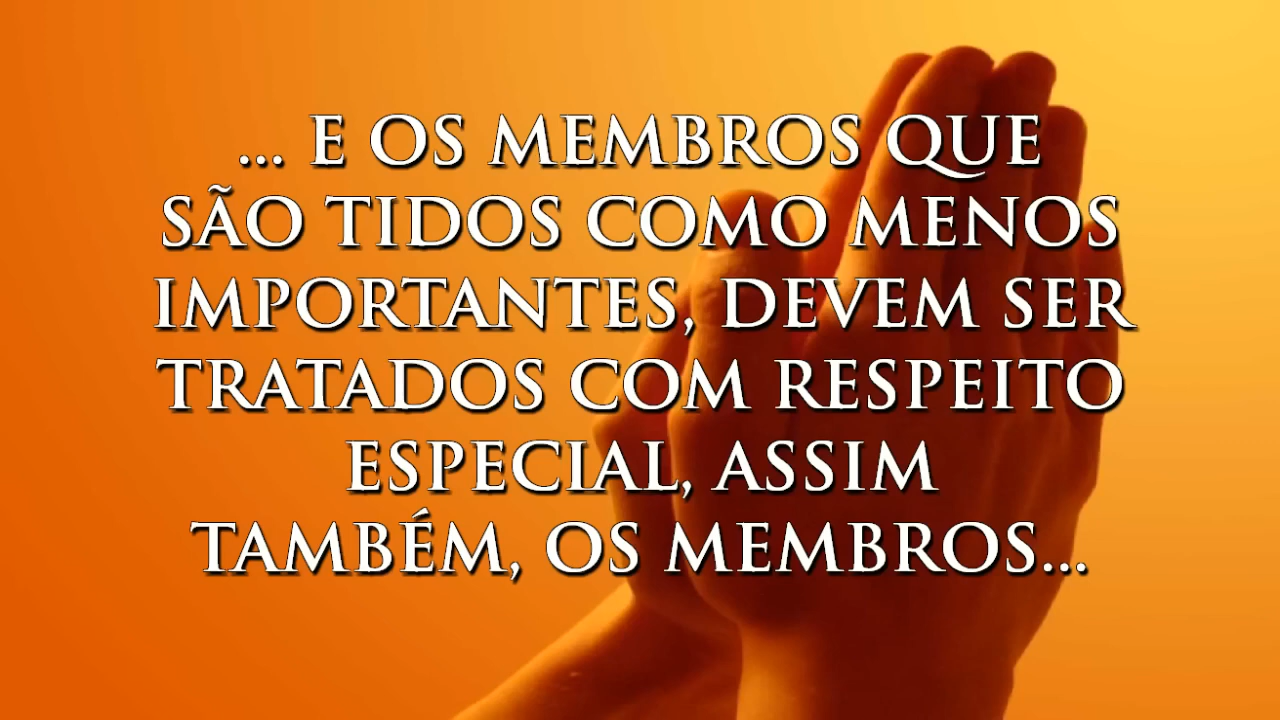 ... E OS MEMBROS QUE
SÃO TIDOS COMO MENOS
IMPORTANTES, DEVEM SER
TRATADOS COM RESPEITO
ESPECIAL, ASSIM
TAMBÉM, OS MEMBROS...